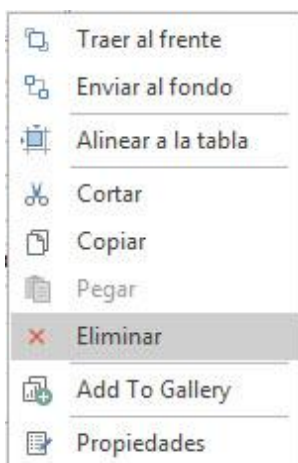 Traer al frente
Enviar al fondo
Alinear a la tabla
Cortar
Copiar
Pegar
Eliminar
Add To Gallery
Propiedades